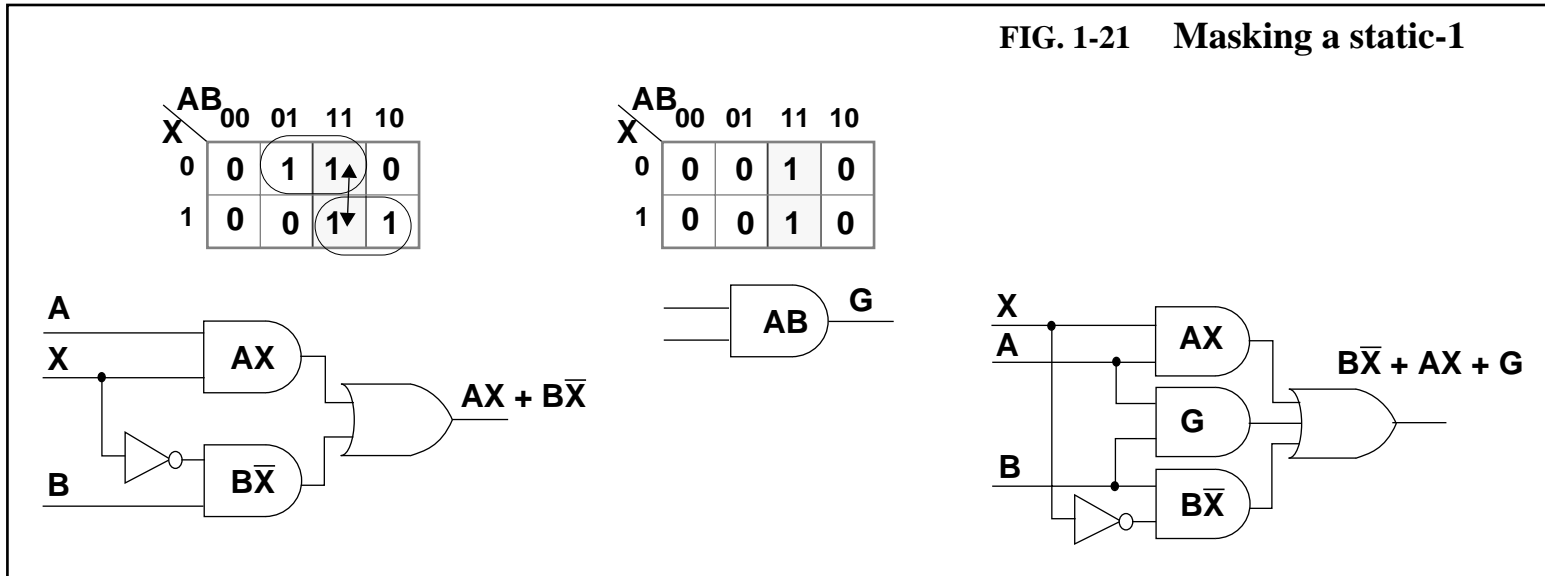 FIG. 1-21 Masking a static-1
AB
X
00 01 11 10
0 0 1 1 0
1 0 0 1 1
AB
X
00 01 11 10
0 0 0 1 0
1 0 0 1 0
A
X
B
AX
BX̅
AX + BX̅
AB
G
X
A
B
AX
G
BX̅
BX̅ + AX + G